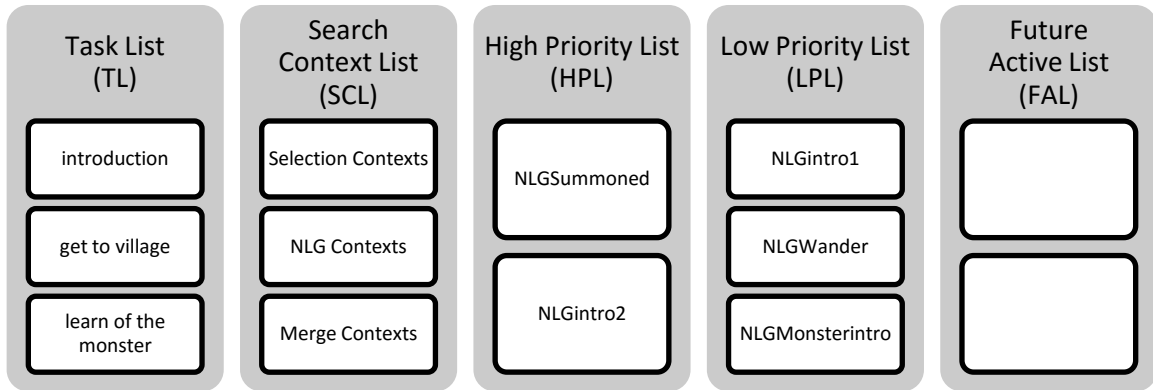 Task List
(TL)
introduction
get to village
learn of the
monster
Search
Context List
(SCL)
Selection Contexts
NLG Contexts
Merge Contexts
High Priority List
(HPL)
NLGSummoned
NLGintro2
Low Priority List
(LPL)
NLGintro1
NLGWander
NLGMonsterintro
Future
Active List
(FAL)